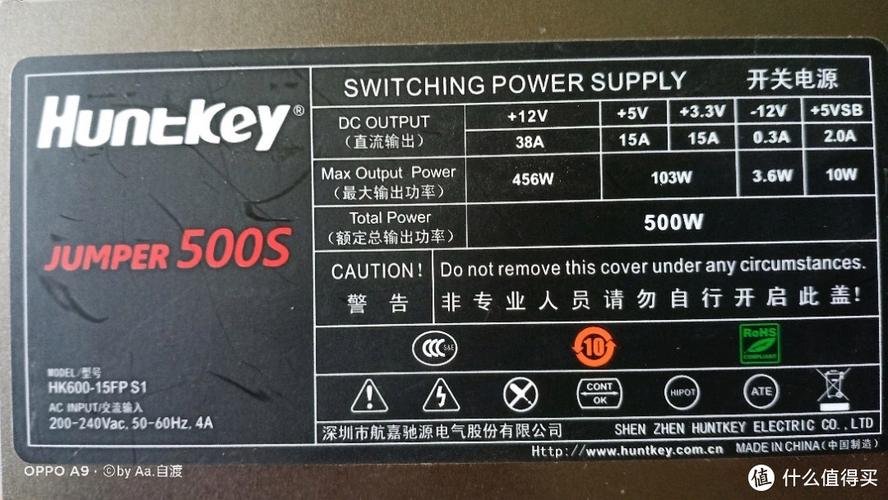 Huntkey®
JUMPER 500S
MODEL/型号
HK600-15FP S1
AC INPUT/交流输入
200-240Vac, 50-60Hz, 4A
SWITCHING POWER SUPPLY 开关电源
DC OUTPUT
(直流输出)
+12V +5V +3.3V -12V +5VSB
38A 15A 15A 0.3A 2.0A
Max Output Power
(最大输出功率)
456W 103W 3.6W 10W
Total Power
(额定总输出功率)
500W
CAUTION! Do not remove this cover under any circumstances.
警告 非专业人员请勿自行开启此盖!
CCC S&E
10
RoHS
COMPLIANT
CONT
OK
HIPOT
ATE
深圳市航嘉驰源电气股份有限公司 SHEN ZHEN HUNTKEY ELECTRIC CO.,LTD
Http://www.huntkey.com.cn MADE IN CHINA(中国制造)
OPPO A9 · ©by Aa.自渡
值 什么值得买